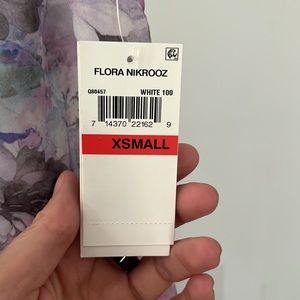 FLORA NIKROOZ
Q80457 WHITE 100
7 14370 22162 9
XSMALL